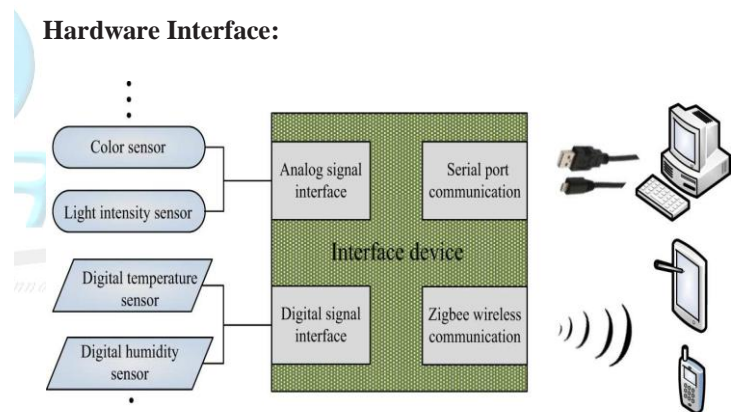 Hardware Interface:
Color sensor
Light intensity sensor
Digital temperature
sensor
Digital humidity
sensor
Analog signal
interface
Serial port
communication
Interface device
Digital signal
interface
Zigbee wireless
communication